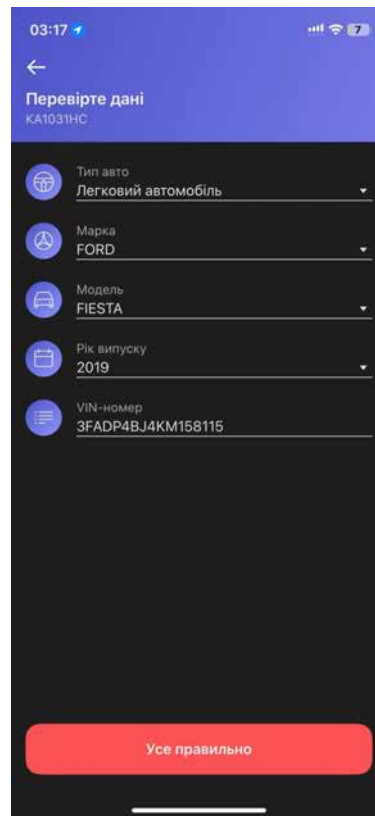 03:17
7
Перевірте дані
KA1031HC
Тип авто
Легковий автомобіль
Марка
FORD
Модель
FIESTA
Рік випуску
2019
VIN-номер
3FADP4BJ4KM158115
Усе правильно